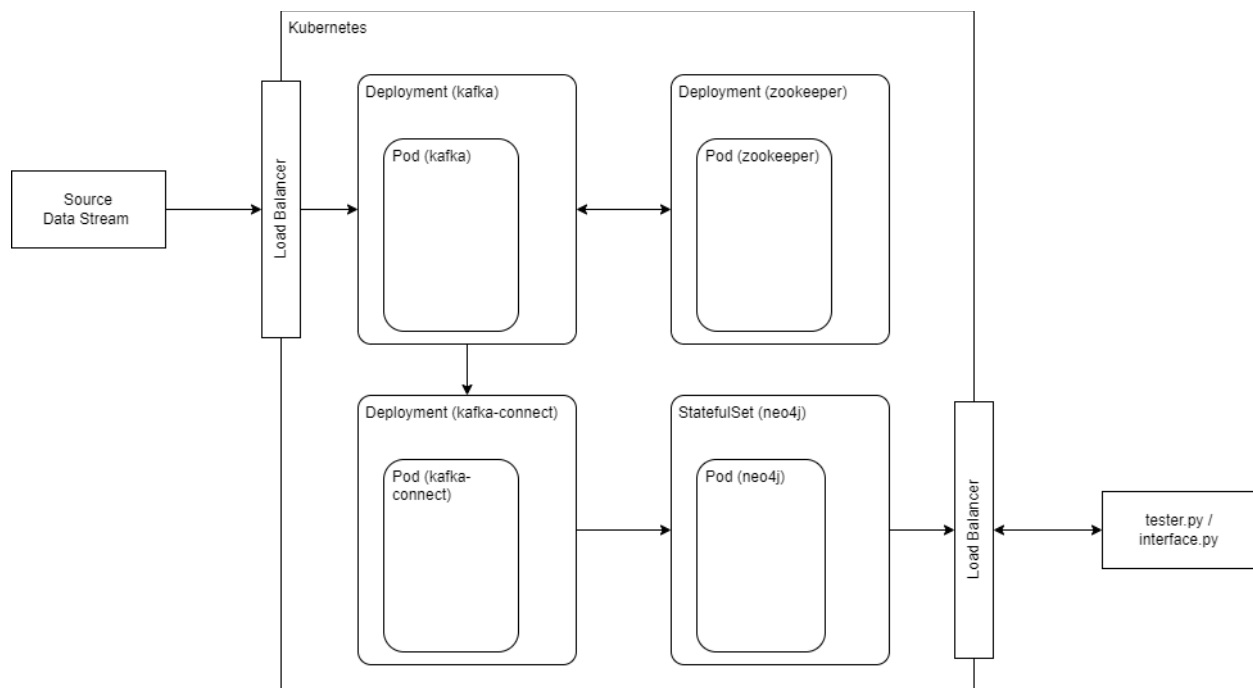 Kubernetes
Deployment (kafka)
Deployment (zookeeper)
Pod (kafka)
Pod (zookeeper)
Source
Data Stream
Load Balancer
Deployment (kafka-connect)
StatefulSet (neo4j)
Pod (kafka-
connect)
Pod (neo4j)
Load Balancer
tester.py /
interface.py